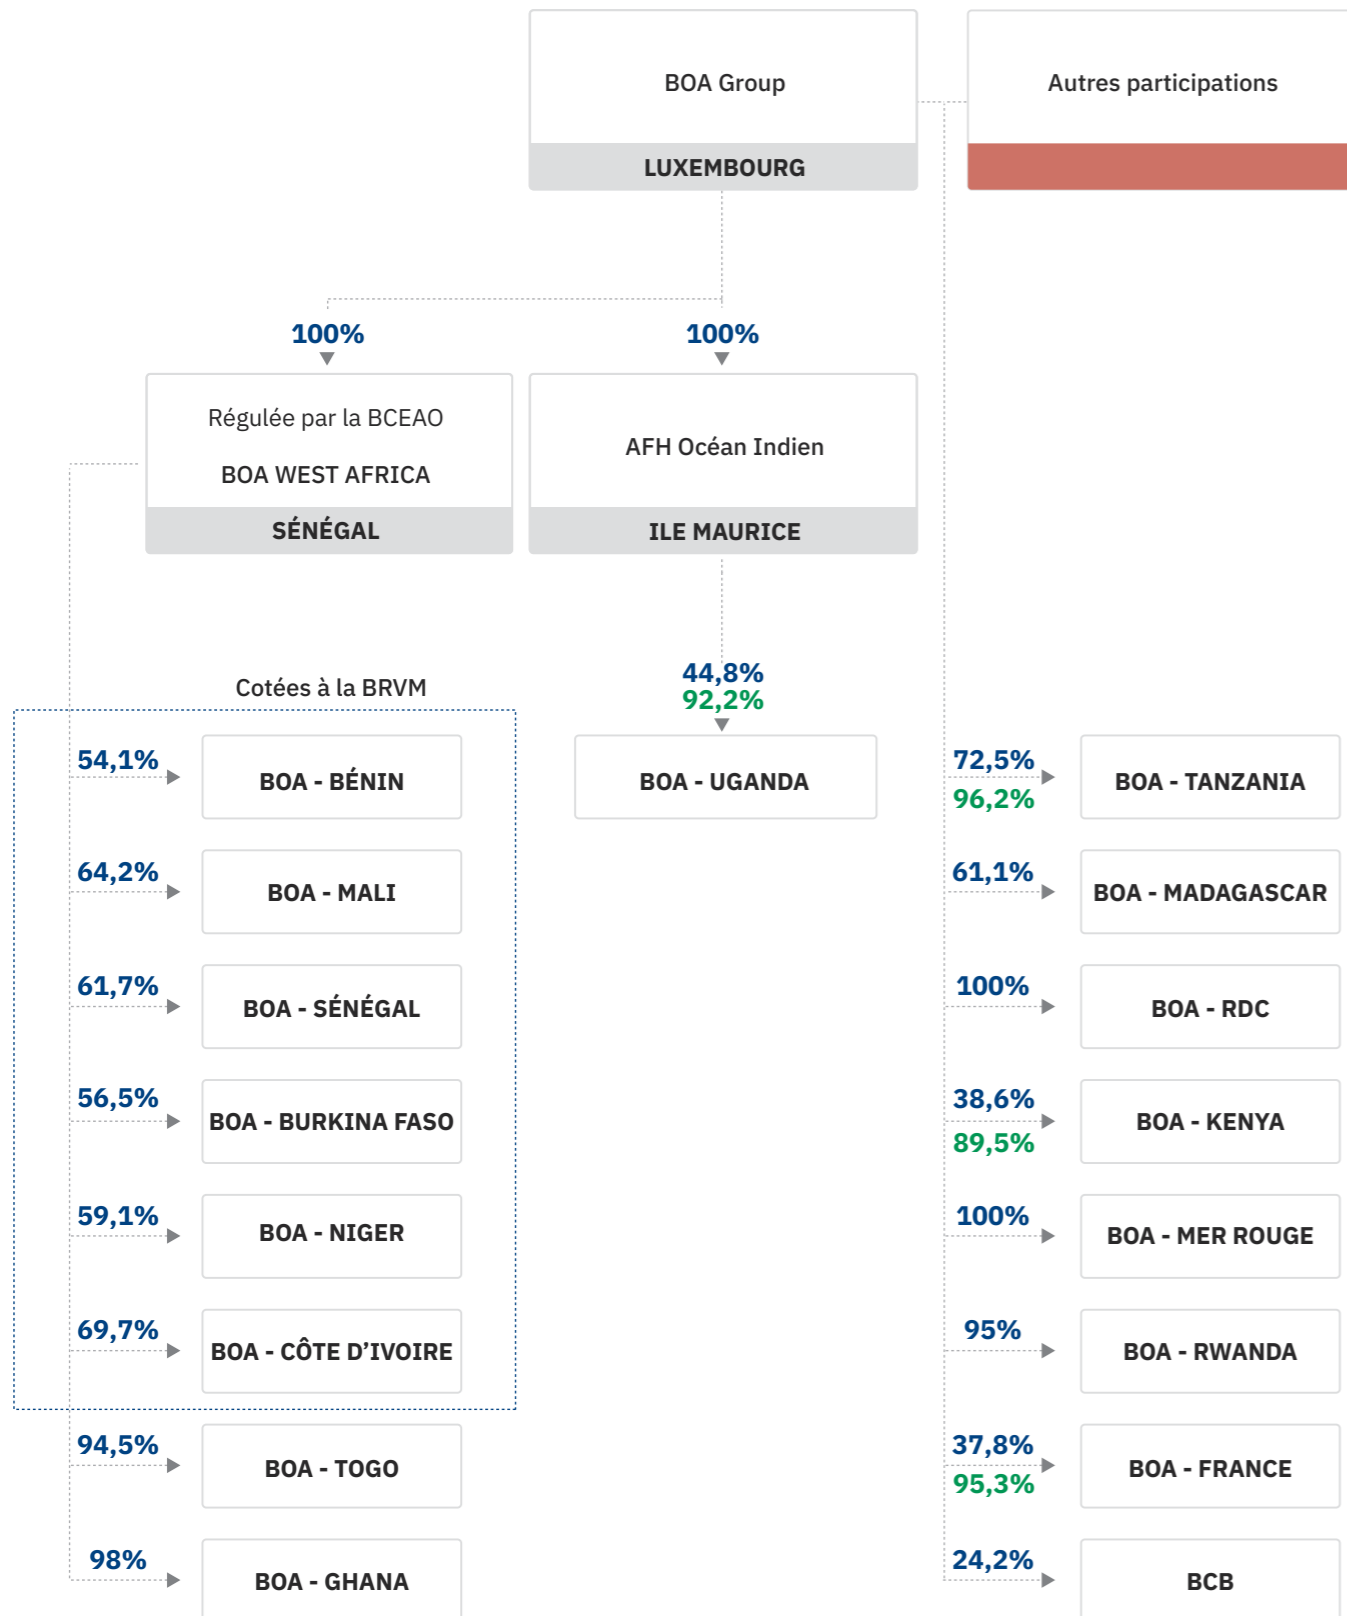 BOA Group
LUXEMBOURG
Autres participations
100%
100%
Régulée par la BCEAO
BOA WEST AFRICA
SÉNÉGAL
AFH Océan Indien
ILE MAURICE
Cotées à la BRVM
54,1%
BOA - BÉNIN
64,2%
BOA - MALI
61,7%
BOA - SÉNÉGAL
56,5%
BOA - BURKINA FASO
59,1%
BOA - NIGER
69,7%
BOA - CÔTE D’IVOIRE
94,5%
BOA - TOGO
98%
BOA - GHANA
44,8%
92,2%
BOA - UGANDA
72,5%
96,2%
BOA - TANZANIA
61,1%
BOA - MADAGASCAR
100%
BOA - RDC
38,6%
89,5%
BOA - KENYA
100%
BOA - MER ROUGE
95%
BOA - RWANDA
37,8%
95,3%
BOA - FRANCE
24,2%
BCB